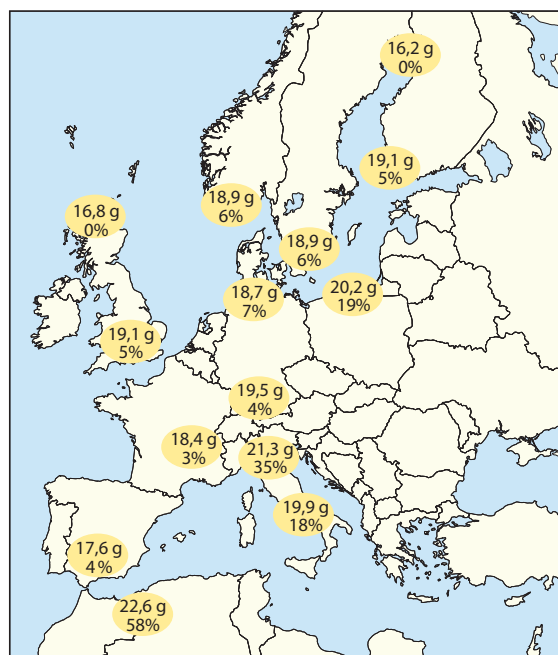 16,2 g
0%
19,1 g
5%
18,9 g
6%
16,8 g
0%
18,9 g
6%
18,7 g
7%
20,2 g
19%
19,1 g
5%
19,5 g
4%
18,4 g
3%
21,3 g
35%
19,9 g
18%
17,6 g
4%
22,6 g
58%